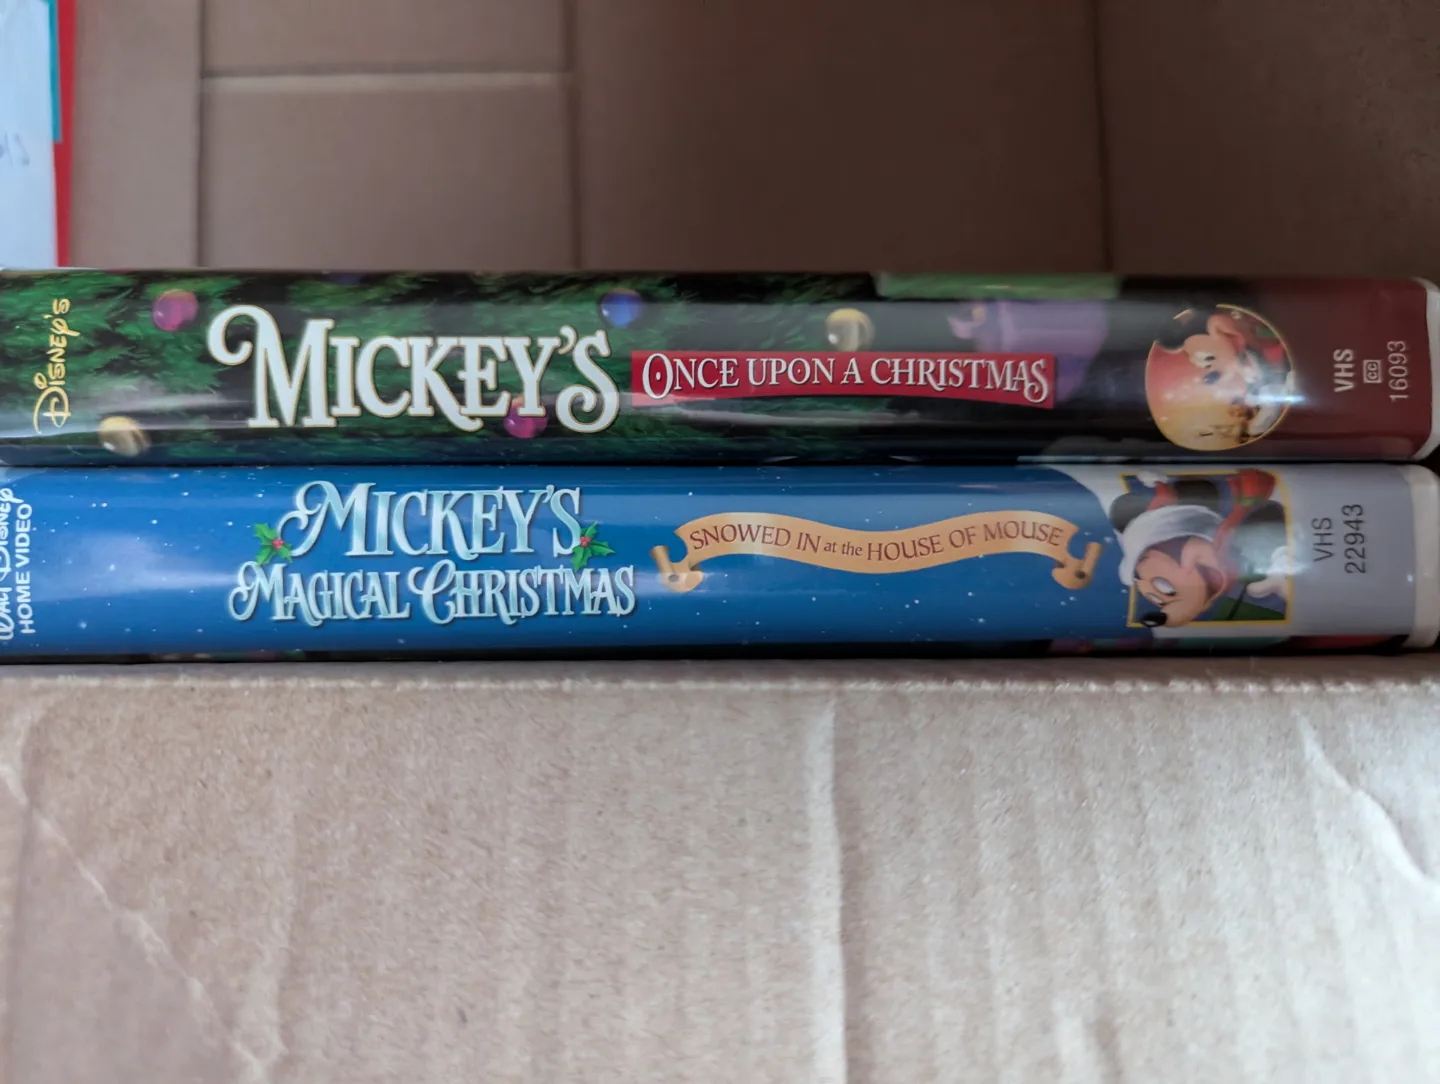 Disney's
MICKEY'S
ONCE UPON A CHRISTMAS
VHS
CC
16093
WALT DISNEY
HOME VIDEO
MICKEY'S
MAGICAL CHRISTMAS
SNOWED IN at the HOUSE OF MOUSE
VHS
22943